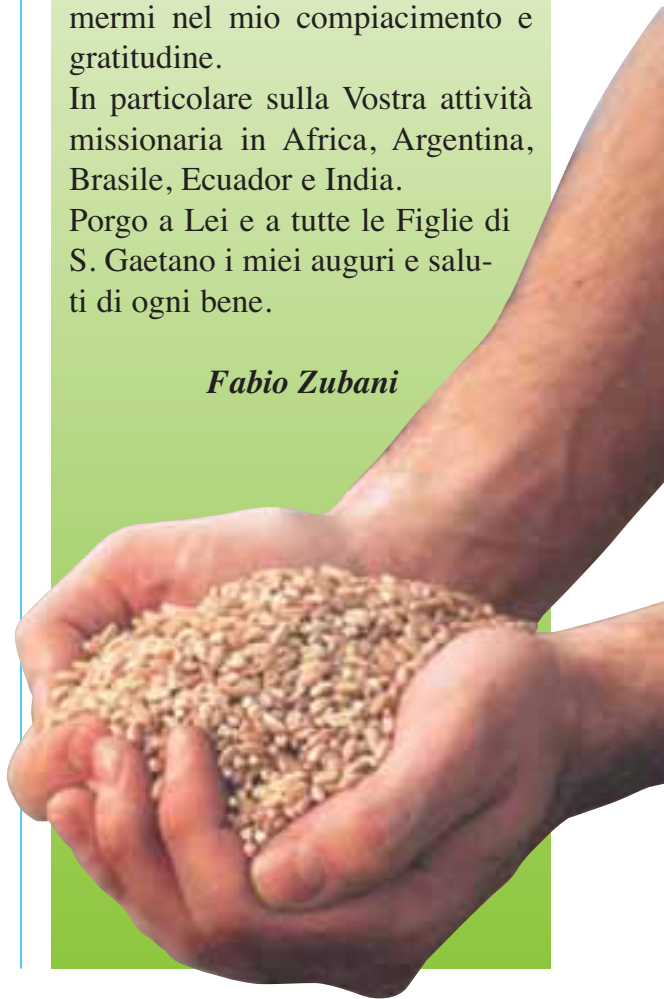 mermi nel mio compiacimento e
gratitudine.
In particolare sulla Vostra attività
missionaria in Africa, Argentina,
Brasile, Ecuador e India.
Porgo a Lei e a tutte le Figlie di
S. Gaetano i miei auguri e salu-
ti di ogni bene.
Fabio Zubani